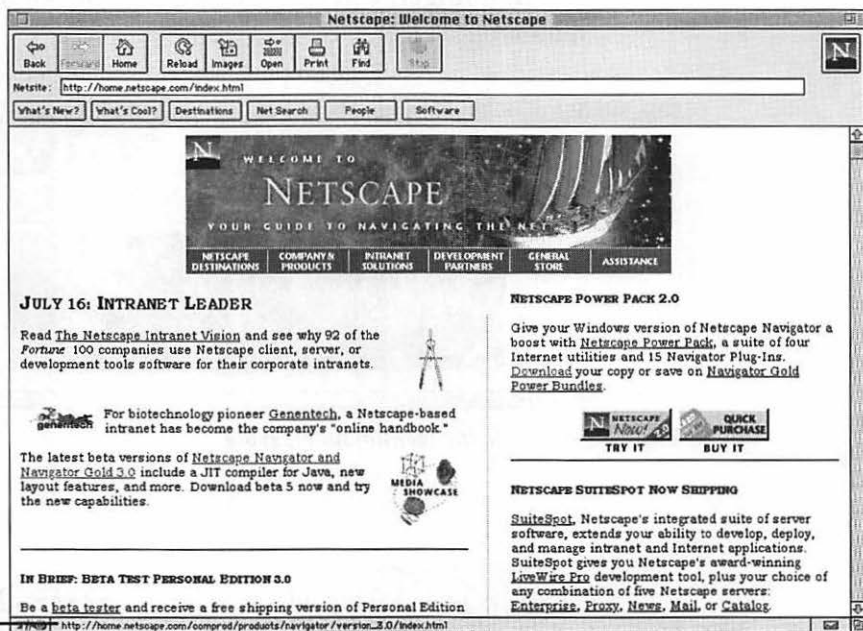 Netscape: Welcome to Netscape
Back Forward Home Reload Images Open Print Find Stop
N
Netsite: http://home.netscape.com/index.html
What's New? What's Cool? Destinations Net Search People Software
N WELCOME TO
NETSCAPE
YOUR GUIDE TO NAVIGATING THE NET
NETSCAPE DESTINATIONS
COMPANY & PRODUCTS
INTRANET SOLUTIONS
DEVELOPMENT PARTNERS
GENERAL STORE
ASSISTANCE
JULY 16: INTRANET LEADER
Read The Netscape Intranet Vision and see why 92 of the
Fortune 100 companies use Netscape client, server, or
development tools software for their corporate intranets.
genentech
For biotechnology pioneer Genentech, a Netscape-based
intranet has become the company's "online handbook."
The latest beta versions of Netscape Navigator and
Navigator Gold 3.0 include a JIT compiler for Java, new
layout features, and more. Download beta 5 now and try
the new capabilities.
MEDIA
SHOWCASE
IN BRIEF: BETA TEST PERSONAL EDITION 3.0
Be a beta tester and receive a free shipping version of Personal Edition
NETSCAPE POWER PACK 2.0
Give your Windows version of Netscape Navigator a
boost with Netscape Power Pack, a suite of four
Internet utilities and 15 Navigator Plug-Ins.
Download your copy or save on Navigator Gold
Power Bundles.
N NETSCAPE
Now! 2.0
TRY IT
QUICK
PURCHASE
BUY IT
NETSCAPE SUITESPOT NOW SHIPPING
SuiteSpot, Netscape's integrated suite of server
software, extends your ability to develop, deploy,
and manage intranet and Internet applications.
SuiteSpot gives you Netscape's award-winning
LiveWire Pro development tool, plus your choice of
any combination of five Netscape servers:
Enterprise, Proxy, News, Mail, or Catalog.
http://home.netscape.com/comprod/products/navigator/version_3.0/index.html